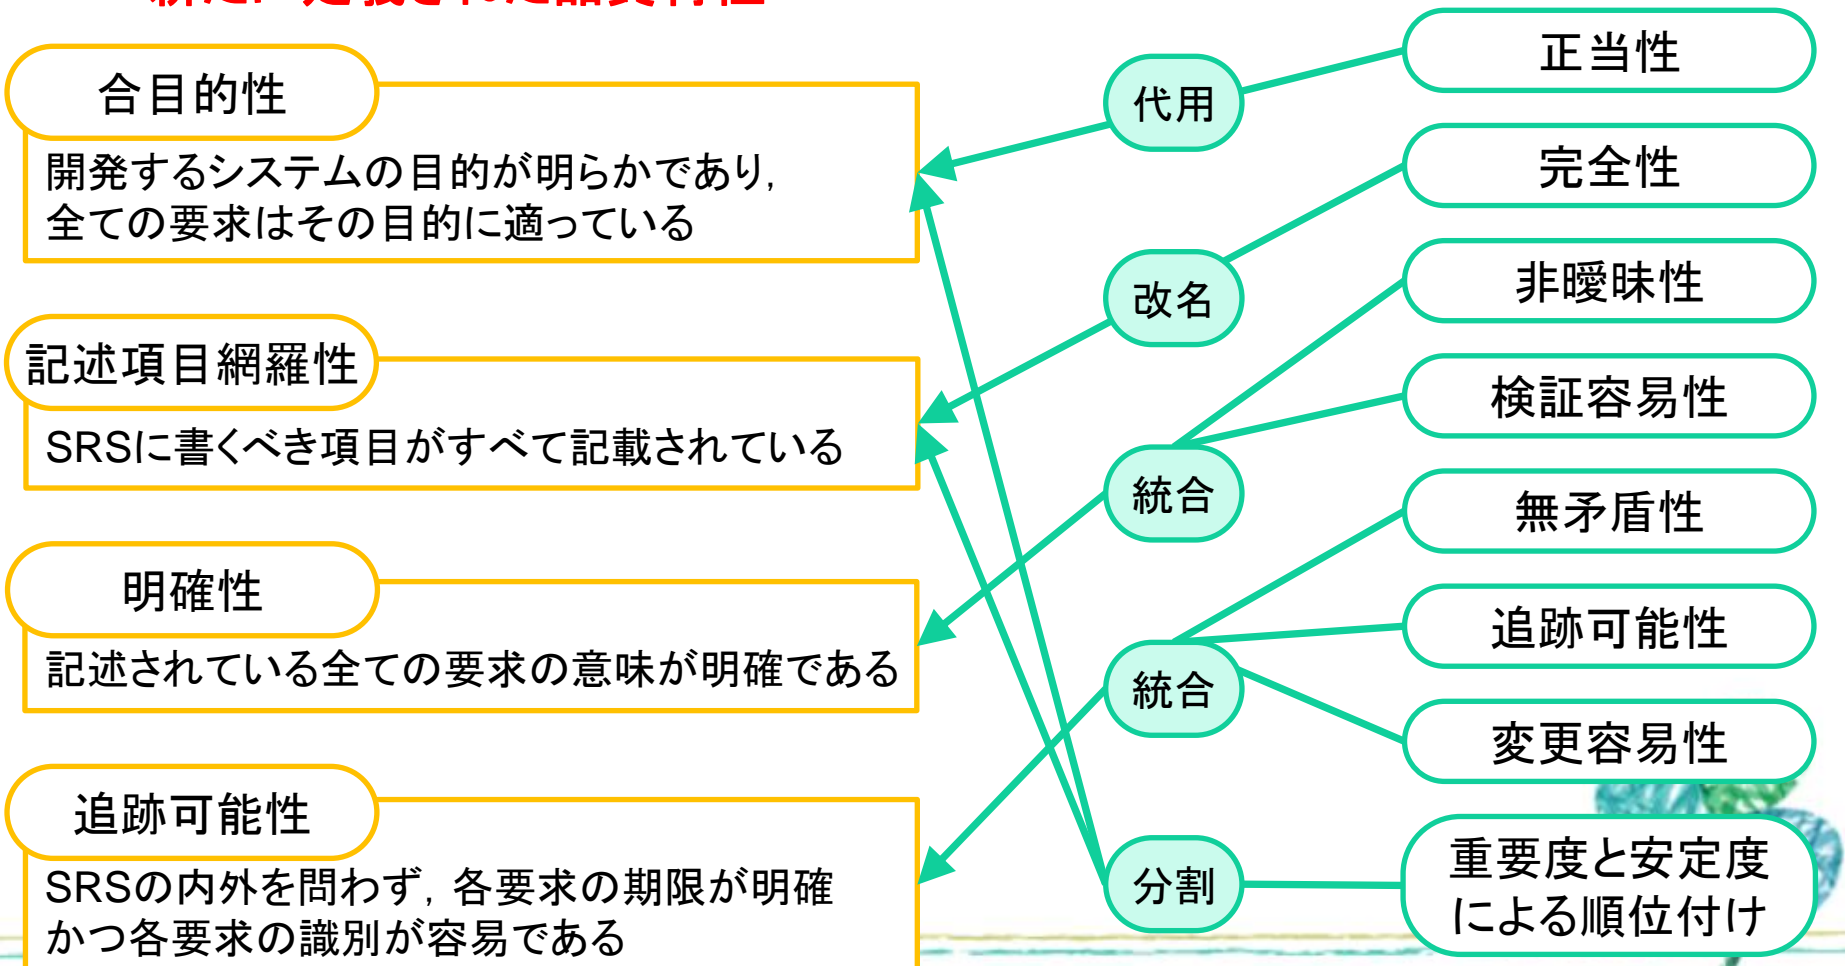 合目的性
開発するシステムの目的が明らかであり，
全ての要求はその目的に適っている
記述項目網羅性
SRSに書くべき項目がすべて記載されている
明確性
記述されている全ての要求の意味が明確である
追跡可能性
SRSの内外を問わず，各要求の期限が明確
かつ各要求の識別が容易である
代用
改名
統合
統合
分割
正当性
完全性
非曖昧性
検証容易性
無矛盾性
追跡可能性
変更容易性
重要度と安定度
による順位付け